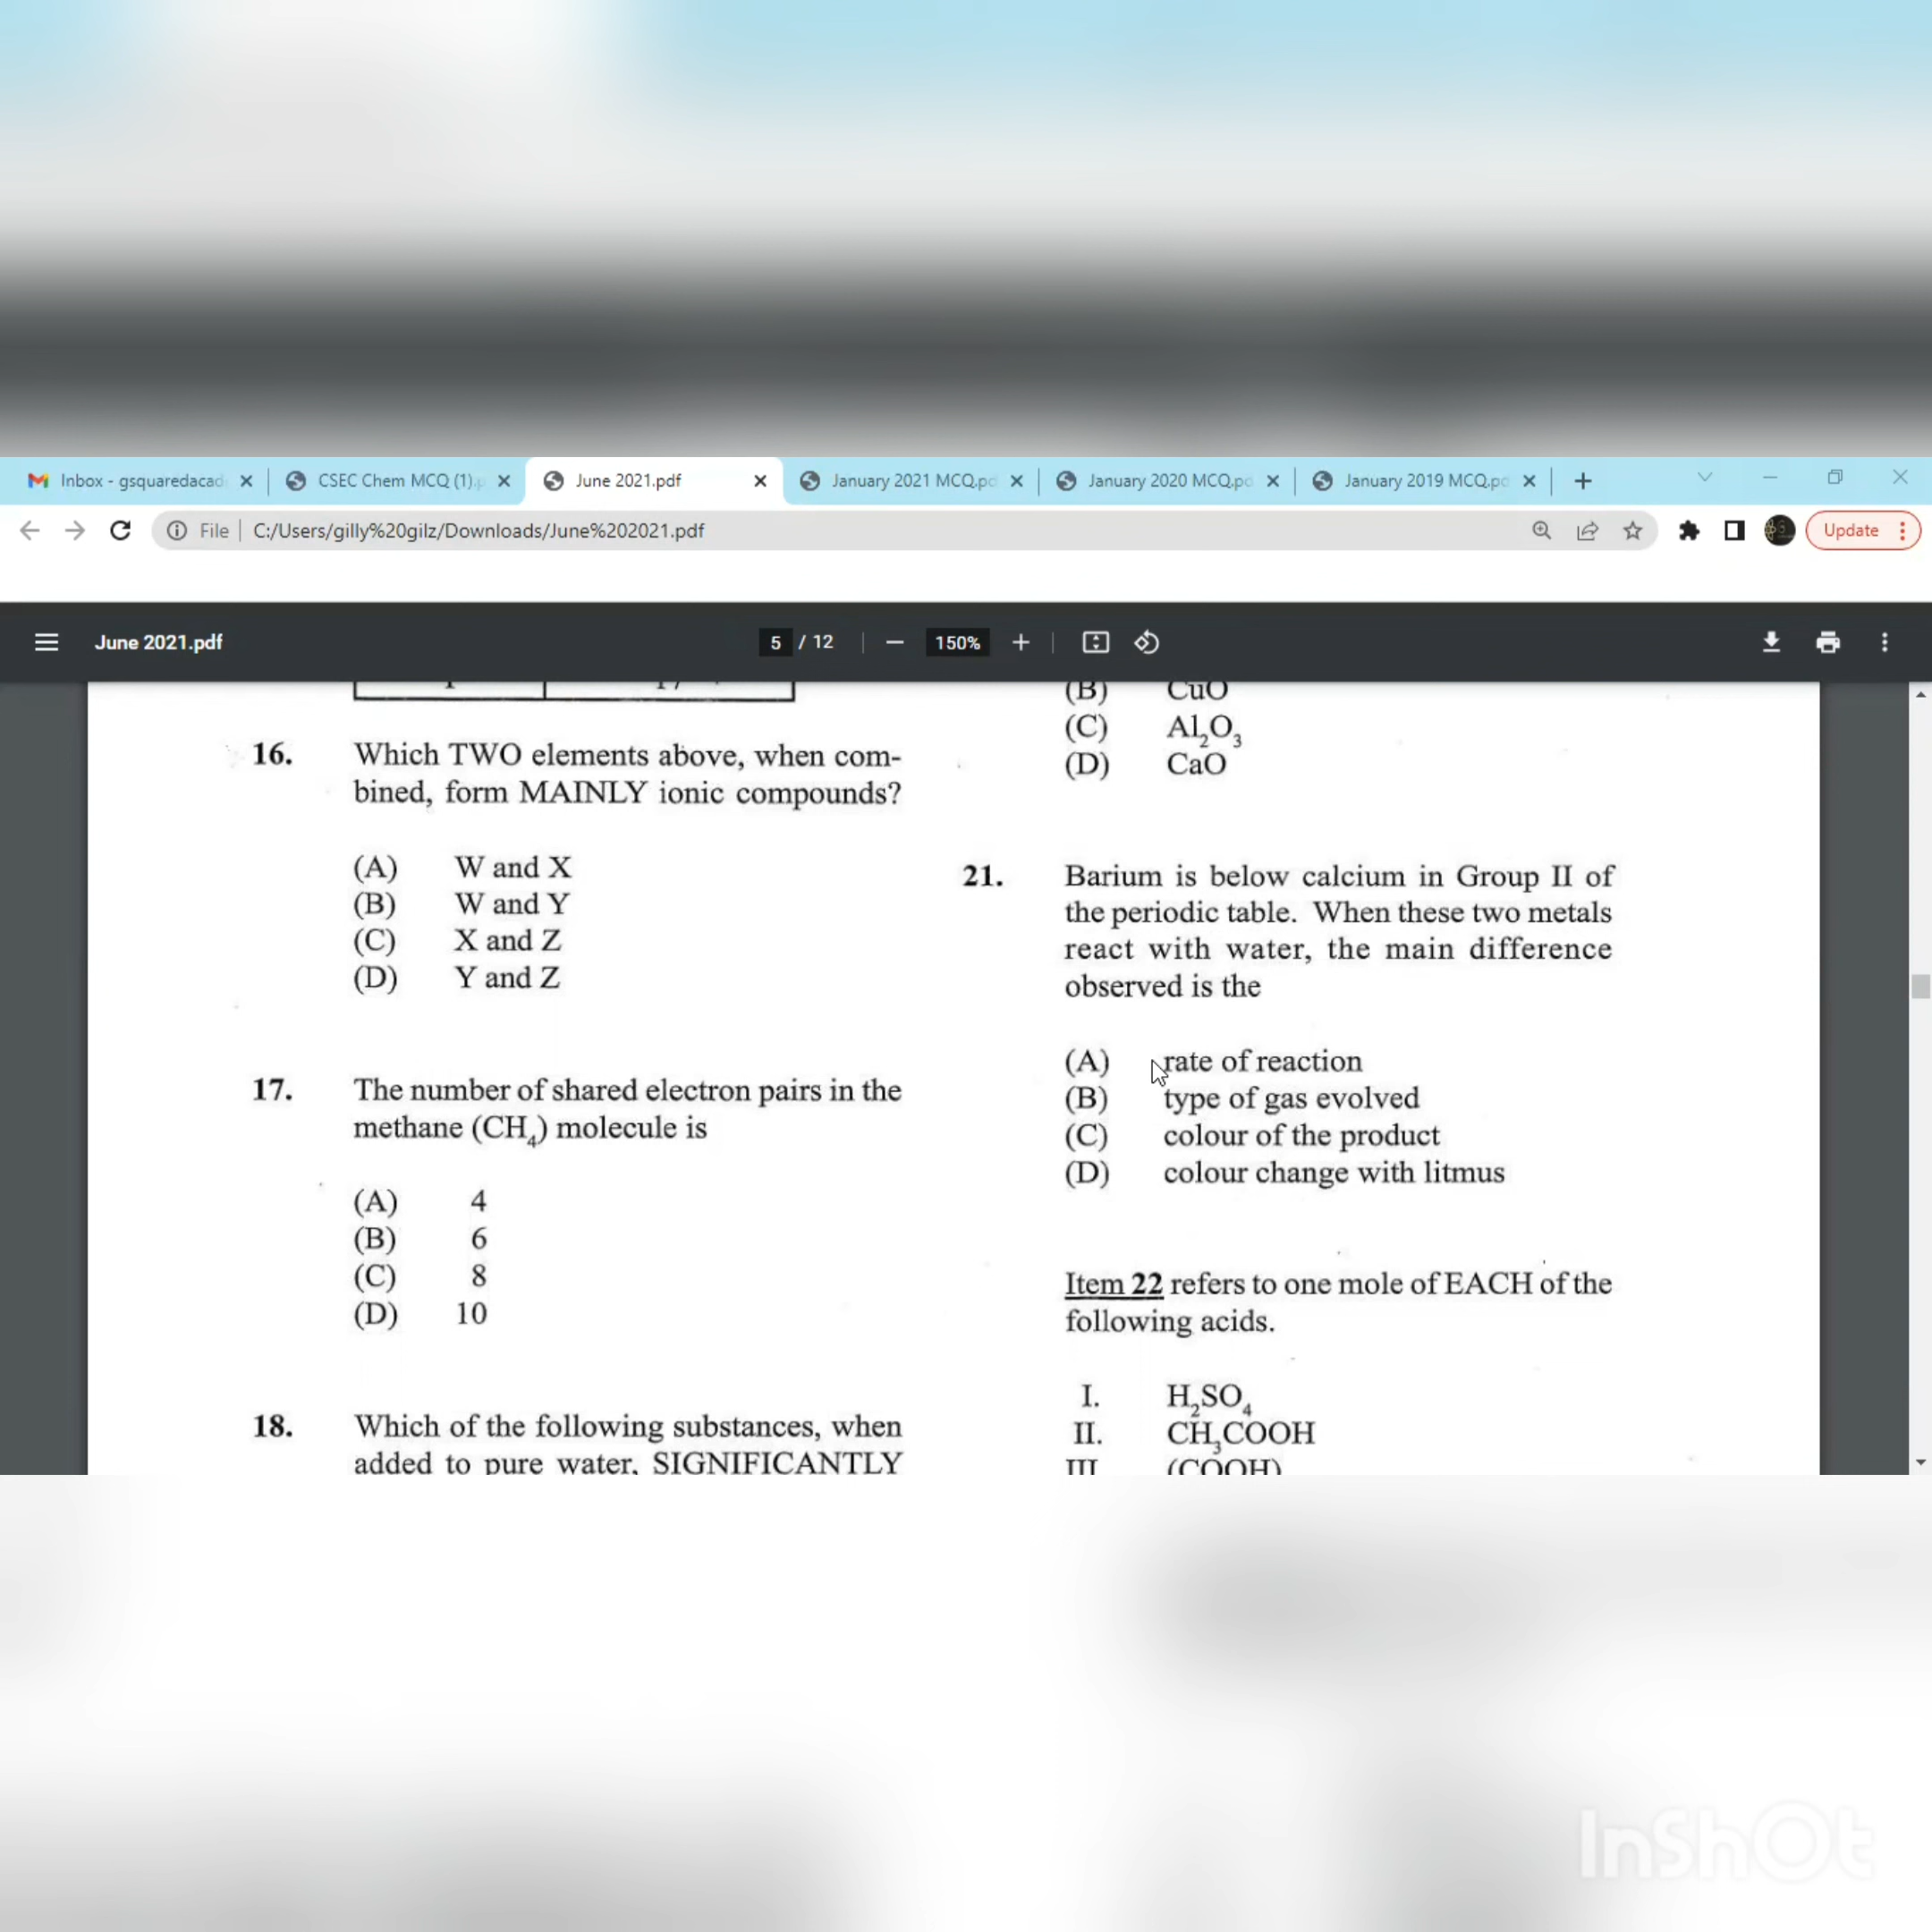 Inbox - gsquaredacad
CSEC Chem MCQ (1).p
June 2021.pdf
January 2021 MCQ.pd
January 2020 MCQ.pd
January 2019 MCQ.pd
File
C:/Users/gilly%20gilz/Downloads/June%202021.pdf
Update
June 2021.pdf
5 / 12
150%
16. Which TWO elements above, when com-
bined, form MAINLY ionic compounds?
(A) W and X
(B) W and Y
(C) X and Z
(D) Y and Z
17. The number of shared electron pairs in the
methane (CH₄) molecule is
(A) 4
(B) 6
(C) 8
(D) 10
18. Which of the following substances, when
added to pure water, SIGNIFICANTLY
(B) CuO
(C) Al₂O₃
(D) CaO
21. Barium is below calcium in Group II of
the periodic table. When these two metals
react with water, the main difference
observed is the
(A) rate of reaction
(B) type of gas evolved
(C) colour of the product
(D) colour change with litmus
Item 22 refers to one mole of EACH of the
following acids.
I. H₂SO₄
II. CH₃COOH
III (COOH)
InShOt